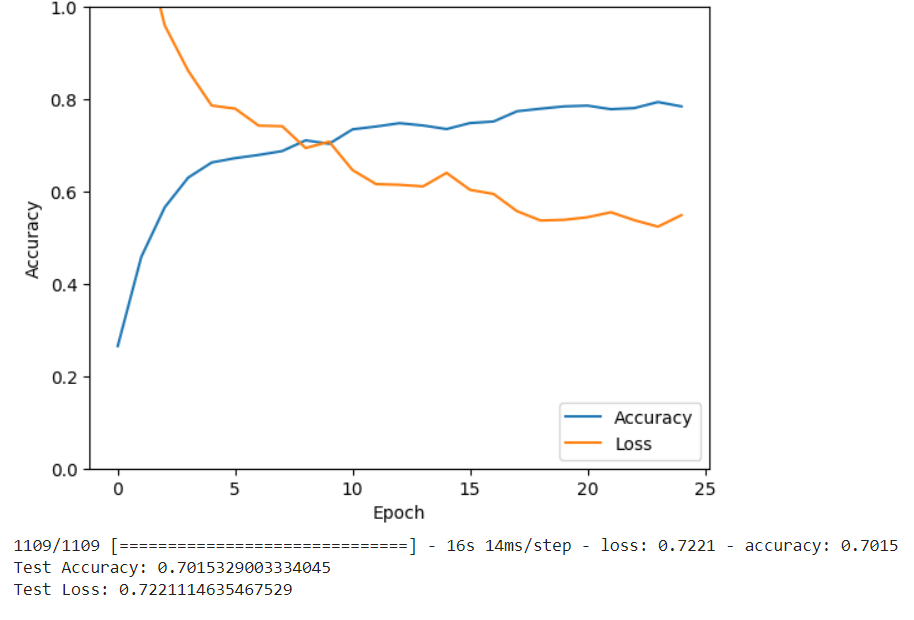 1.0
0.8
0.6
0.4
0.2
0.0
Accuracy
Accuracy
Loss
0 5 10 15 20 25
Epoch
1109/1109 [==============================] - 16s 14ms/step - loss: 0.7221 - accuracy: 0.7015
Test Accuracy: 0.7015329003334045
Test Loss: 0.7221114635467529